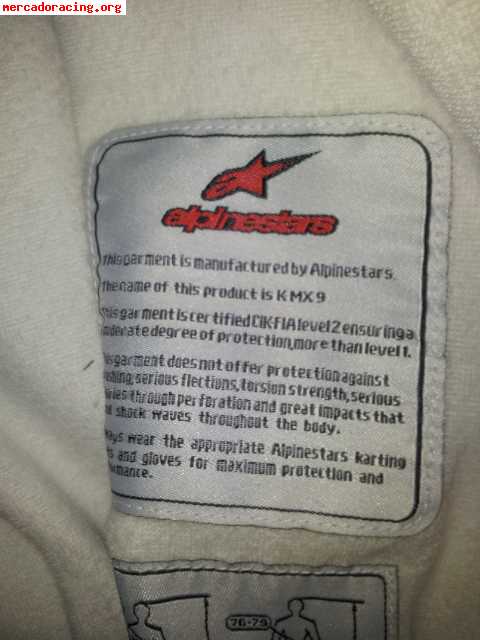 mercadoracing.org
alpinestars
This garment is manufactured by Alpinestars.
The name of this product is KMX 9
This garment is certified CIK-FIA level 2 ensuring a
moderate degree of protection, more than level 1.
This garment does not offer protection against
serious flections, torsion strength, serious
through perforation and great impacts that
shock waves throughout the body.
wear the appropriate Alpinestars karting
and gloves for maximum protection and
76-79